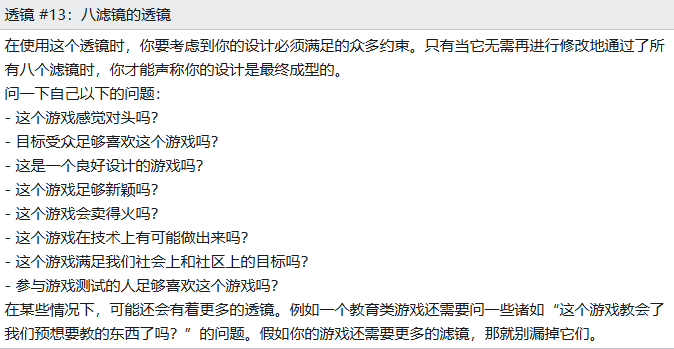 透镜 #13：八滤镜的透镜
在使用这个透镜时，你要考虑到你的设计必须满足的众多约束。只有当它无需再进行修改地通过了所
有八个滤镜时，你才能声称你的设计是最终成型的。
问一下自己以下的问题：
- 这个游戏感觉对头吗？
- 目标受众足够喜欢这个游戏吗？
- 这是一个良好设计的游戏吗？
- 这个游戏足够新颖吗？
- 这个游戏会卖得火吗？
- 这个游戏在技术上有可能做出来吗？
- 这个游戏满足我们社会上和社区上的目标吗？
- 参与游戏测试的人足够喜欢这个游戏吗？
在某些情况下，可能还会有着更多的透镜。例如一个教育类游戏还需要问一些诸如“这个游戏教会了
我们预想要教的东西了吗？”的问题。假如你的游戏还需要更多的滤镜，那就别漏掉它们。